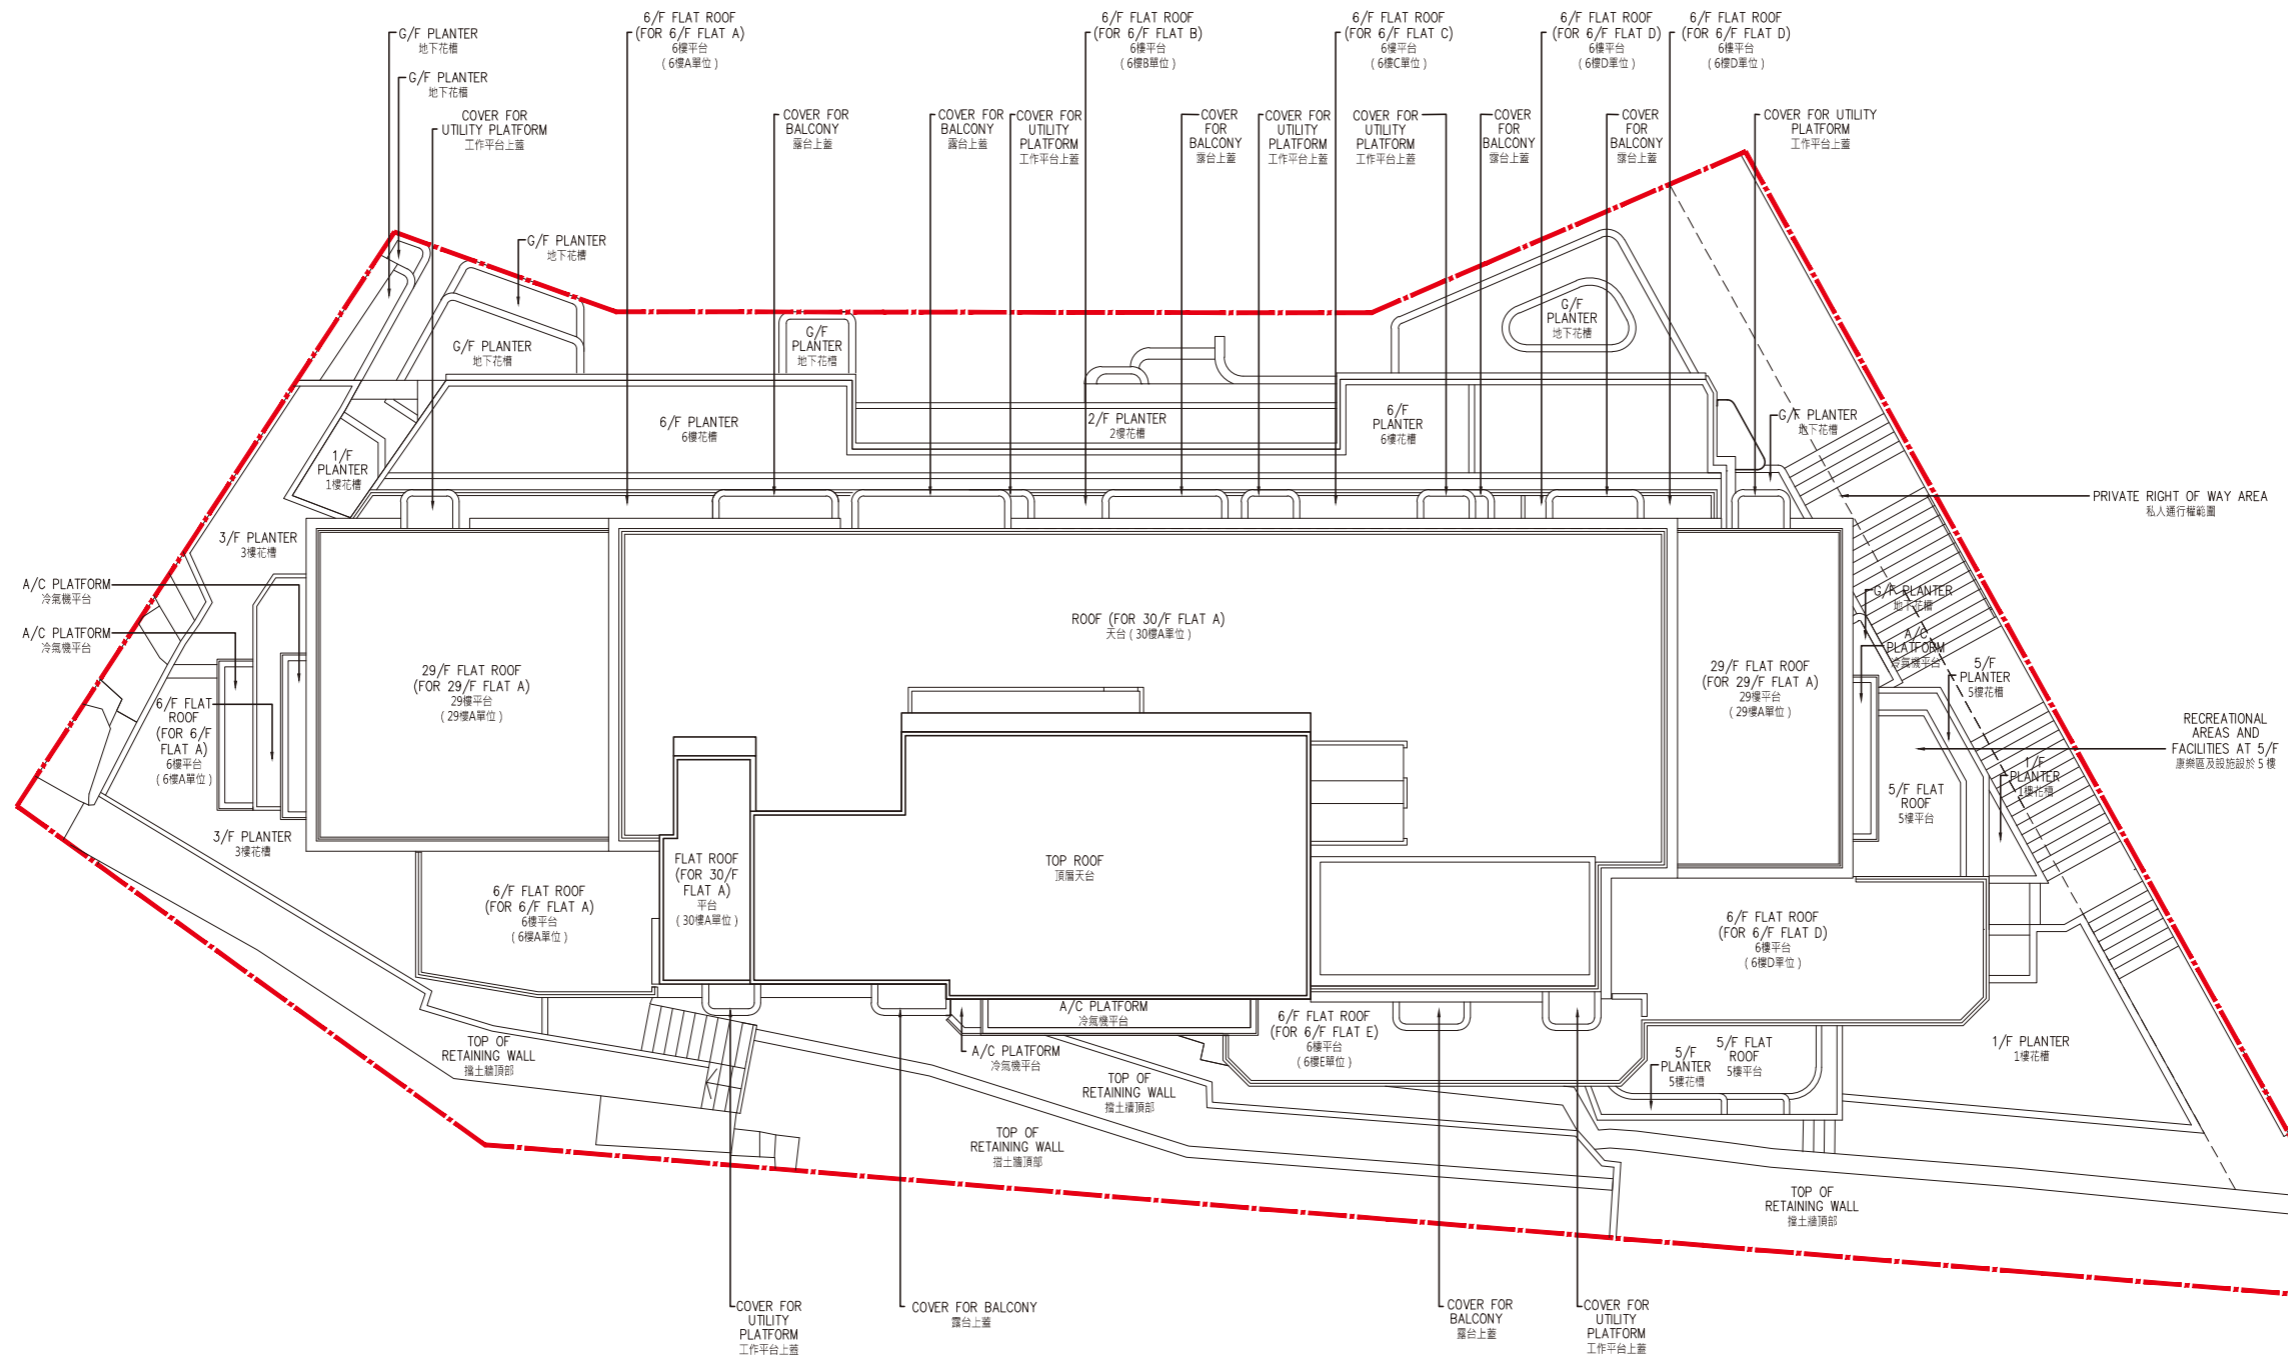 G/F PLANTER
地下花槽
G/F PLANTER
地下花槽
COVER FOR
UTILITY PLATFORM
工作平台上蓋
6/F FLAT ROOF
(FOR 6/F FLAT A)
6樓平台
(6樓A單位)
COVER FOR
BALCONY
露台上蓋
COVER FOR
BALCONY
露台上蓋
COVER FOR
UTILITY
PLATFORM
工作平台上蓋
6/F FLAT ROOF
(FOR 6/F FLAT B)
6樓平台
(6樓B單位)
COVER
FOR
BALCONY
露台上蓋
COVER FOR
UTILITY
PLATFORM
工作平台上蓋
6/F FLAT ROOF
(FOR 6/F FLAT C)
6樓平台
(6樓C單位)
COVER FOR
UTILITY
PLATFORM
工作平台上蓋
COVER
FOR
BALCONY
露台上蓋
6/F FLAT ROOF
(FOR 6/F FLAT D)
6樓平台
(6樓D單位)
COVER
FOR
BALCONY
露台上蓋
6/F FLAT ROOF
(FOR 6/F FLAT D)
6樓平台
(6樓D單位)
COVER FOR UTILITY
PLATFORM
工作平台上蓋
G/F PLANTER
地下花槽
G/F PLANTER
地下花槽
G/F
PLANTER
地下花槽
G/F
PLANTER
地下花槽
6/F PLANTER
6樓花槽
2/F PLANTER
2樓花槽
6/F
PLANTER
6樓花槽
G/F PLANTER
地下花槽
1/F
PLANTER
1樓花槽
PRIVATE RIGHT OF WAY AREA
私人通行權範圍
3/F PLANTER
3樓花槽
A/C PLATFORM
冷氣機平台
A/C PLATFORM
冷氣機平台
6/F FLAT
ROOF
(FOR 6/F
FLAT A)
6樓平台
(6樓A單位)
29/F FLAT ROOF
(FOR 29/F FLAT A)
29樓平台
(29樓A單位)
ROOF (FOR 30/F FLAT A)
天台(30樓A單位)
29/F FLAT ROOF
(FOR 29/F FLAT A)
29樓平台
(29樓A單位)
G/F PLANTER
地下花槽
A/C
PLATFORM
冷氣機平台
5/F
PLANTER
5樓花槽
RECREATIONAL
AREAS AND
FACILITIES AT 5/F
康樂區及設施設於 5 樓
1/F
PLANTER
1樓花槽
5/F FLAT
ROOF
5樓平台
3/F PLANTER
3樓花槽
6/F FLAT ROOF
(FOR 6/F FLAT A)
6樓平台
(6樓A單位)
FLAT ROOF
(FOR 30/F
FLAT A)
平台
(30樓A單位)
TOP ROOF
頂層天台
6/F FLAT ROOF
(FOR 6/F FLAT D)
6樓平台
(6樓D單位)
A/C PLATFORM
冷氣機平台
A/C PLATFORM
冷氣機平台
6/F FLAT ROOF
(FOR 6/F FLAT E)
6樓平台
(6樓E單位)
5/F
PLANTER
5樓花槽
5/F FLAT
ROOF
5樓平台
1/F PLANTER
1樓花槽
TOP OF
RETAINING WALL
擋土牆頂部
TOP OF
RETAINING WALL
擋土牆頂部
TOP OF
RETAINING WALL
擋土牆頂部
TOP OF
RETAINING WALL
擋土牆頂部
COVER FOR
UTILITY
PLATFORM
工作平台上蓋
COVER FOR BALCONY
露台上蓋
COVER FOR
BALCONY
露台上蓋
COVER FOR
UTILITY
PLATFORM
工作平台上蓋